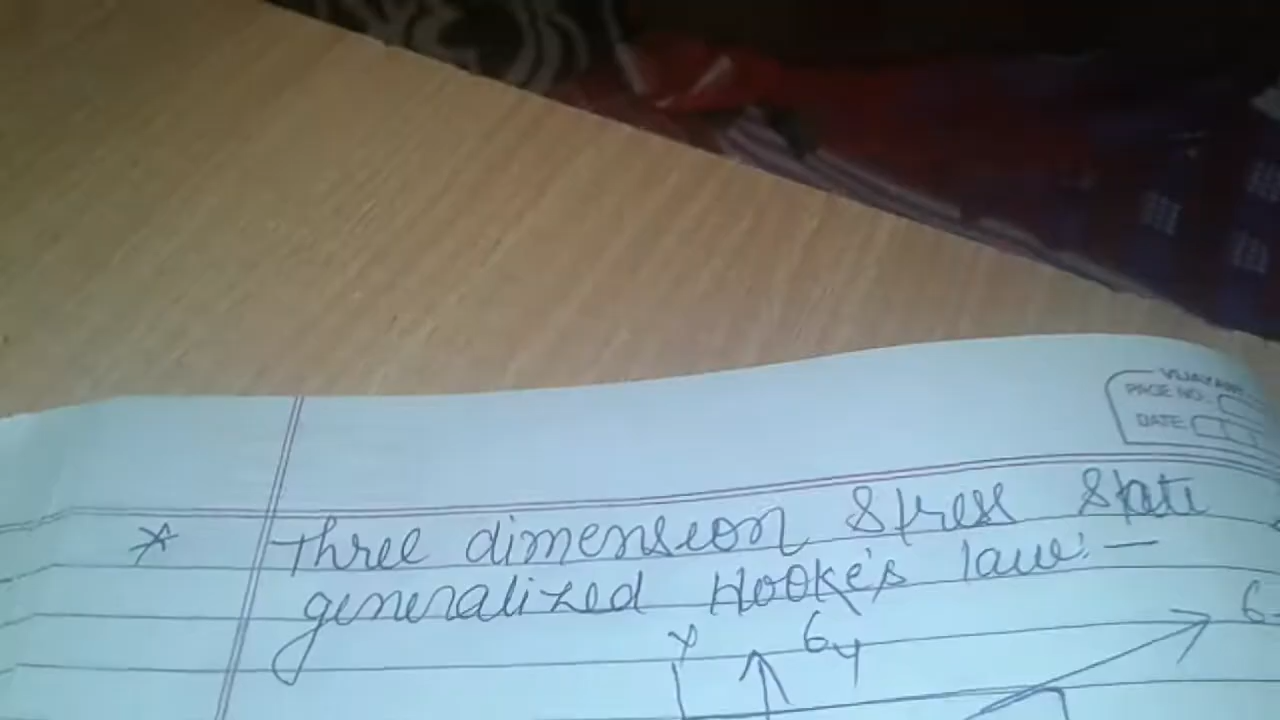 PAGE NO.:
DATE:
* Three dimension Stress State
generalized Hooke's law:—
y
σy
σ